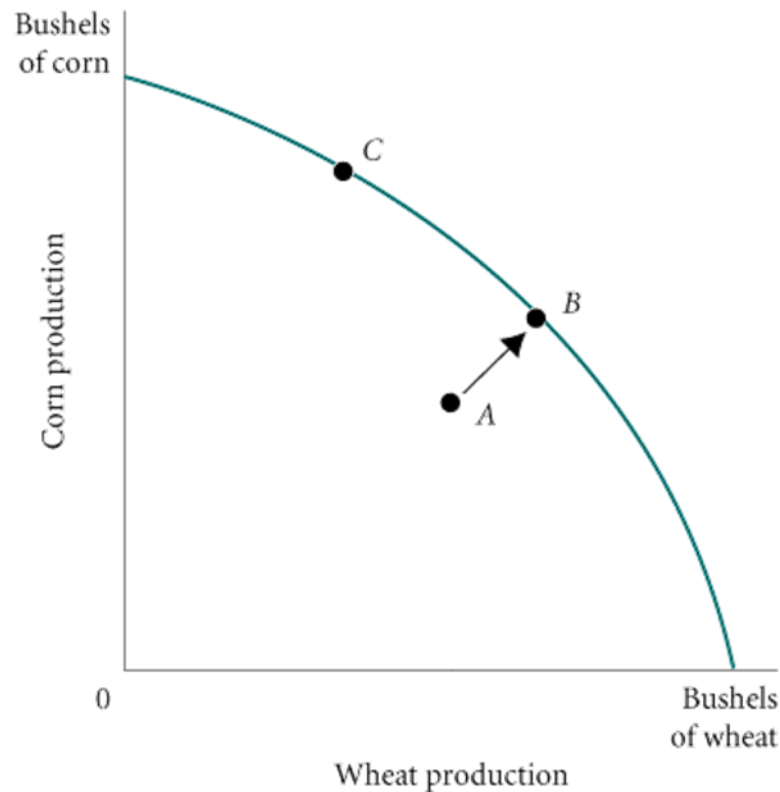 Bushels
of corn
C
B
Corn production
A
0
Bushels
of wheat
Wheat production